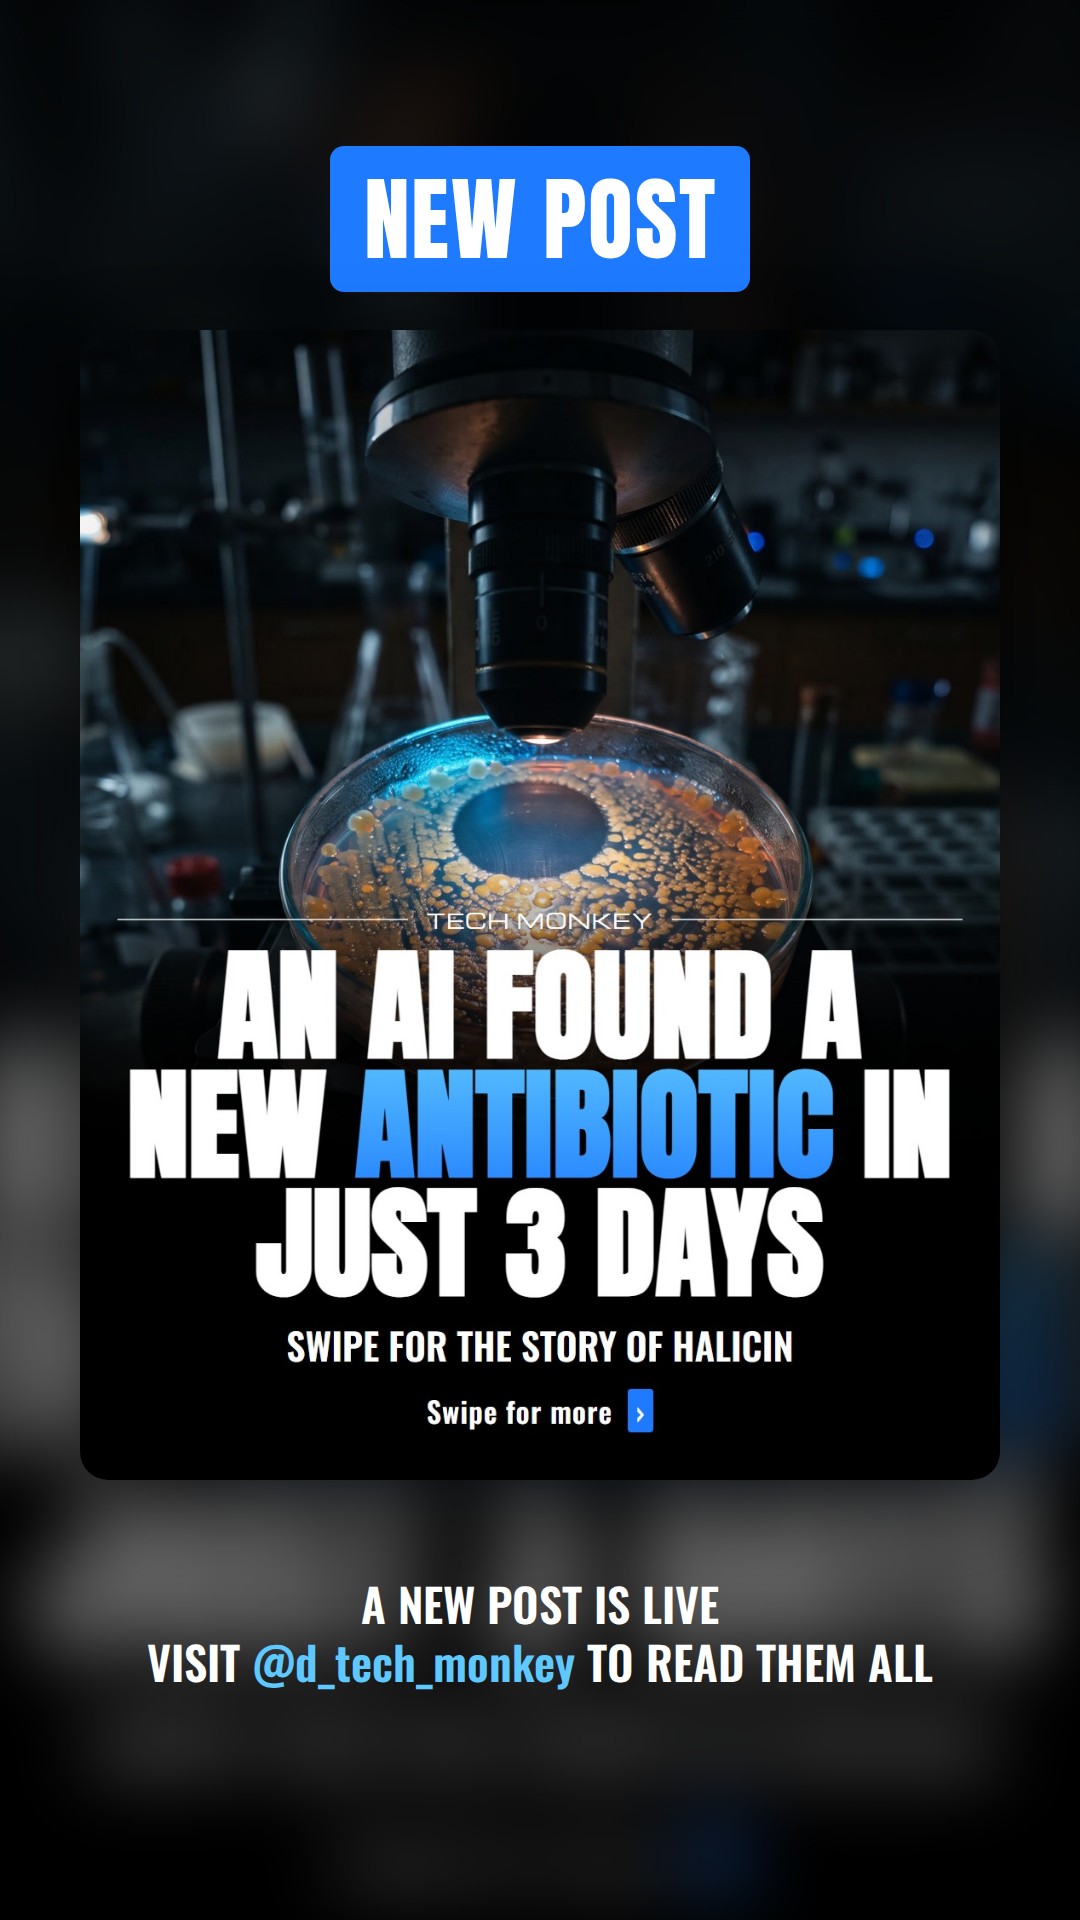 NEW POST
TECH MONKEY
AN AI FOUND A
NEW ANTIBIOTIC IN
JUST 3 DAYS
SWIPE FOR THE STORY OF HALICIN
Swipe for more ›
A NEW POST IS LIVE
VISIT @d_tech_monkey TO READ THEM ALL